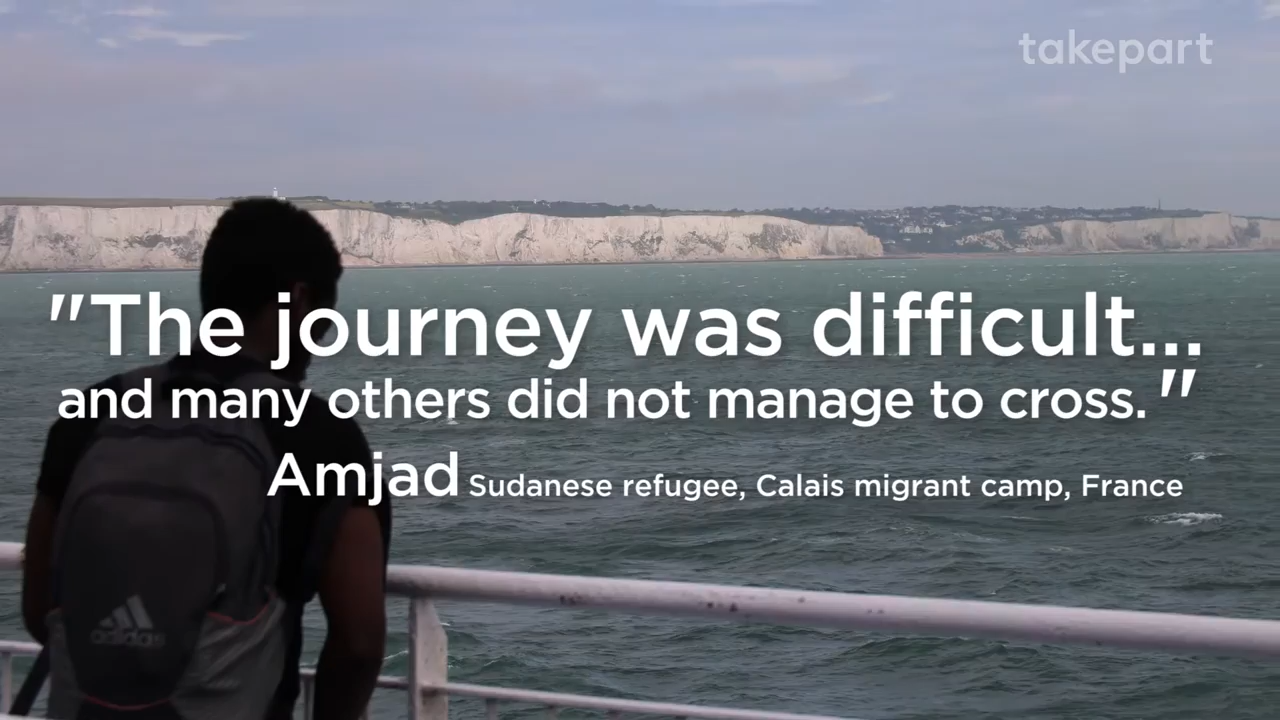 takepart
"The journey was difficult...
and many others did not manage to cross."
Amjad Sudanese refugee, Calais migrant camp, France
adidas